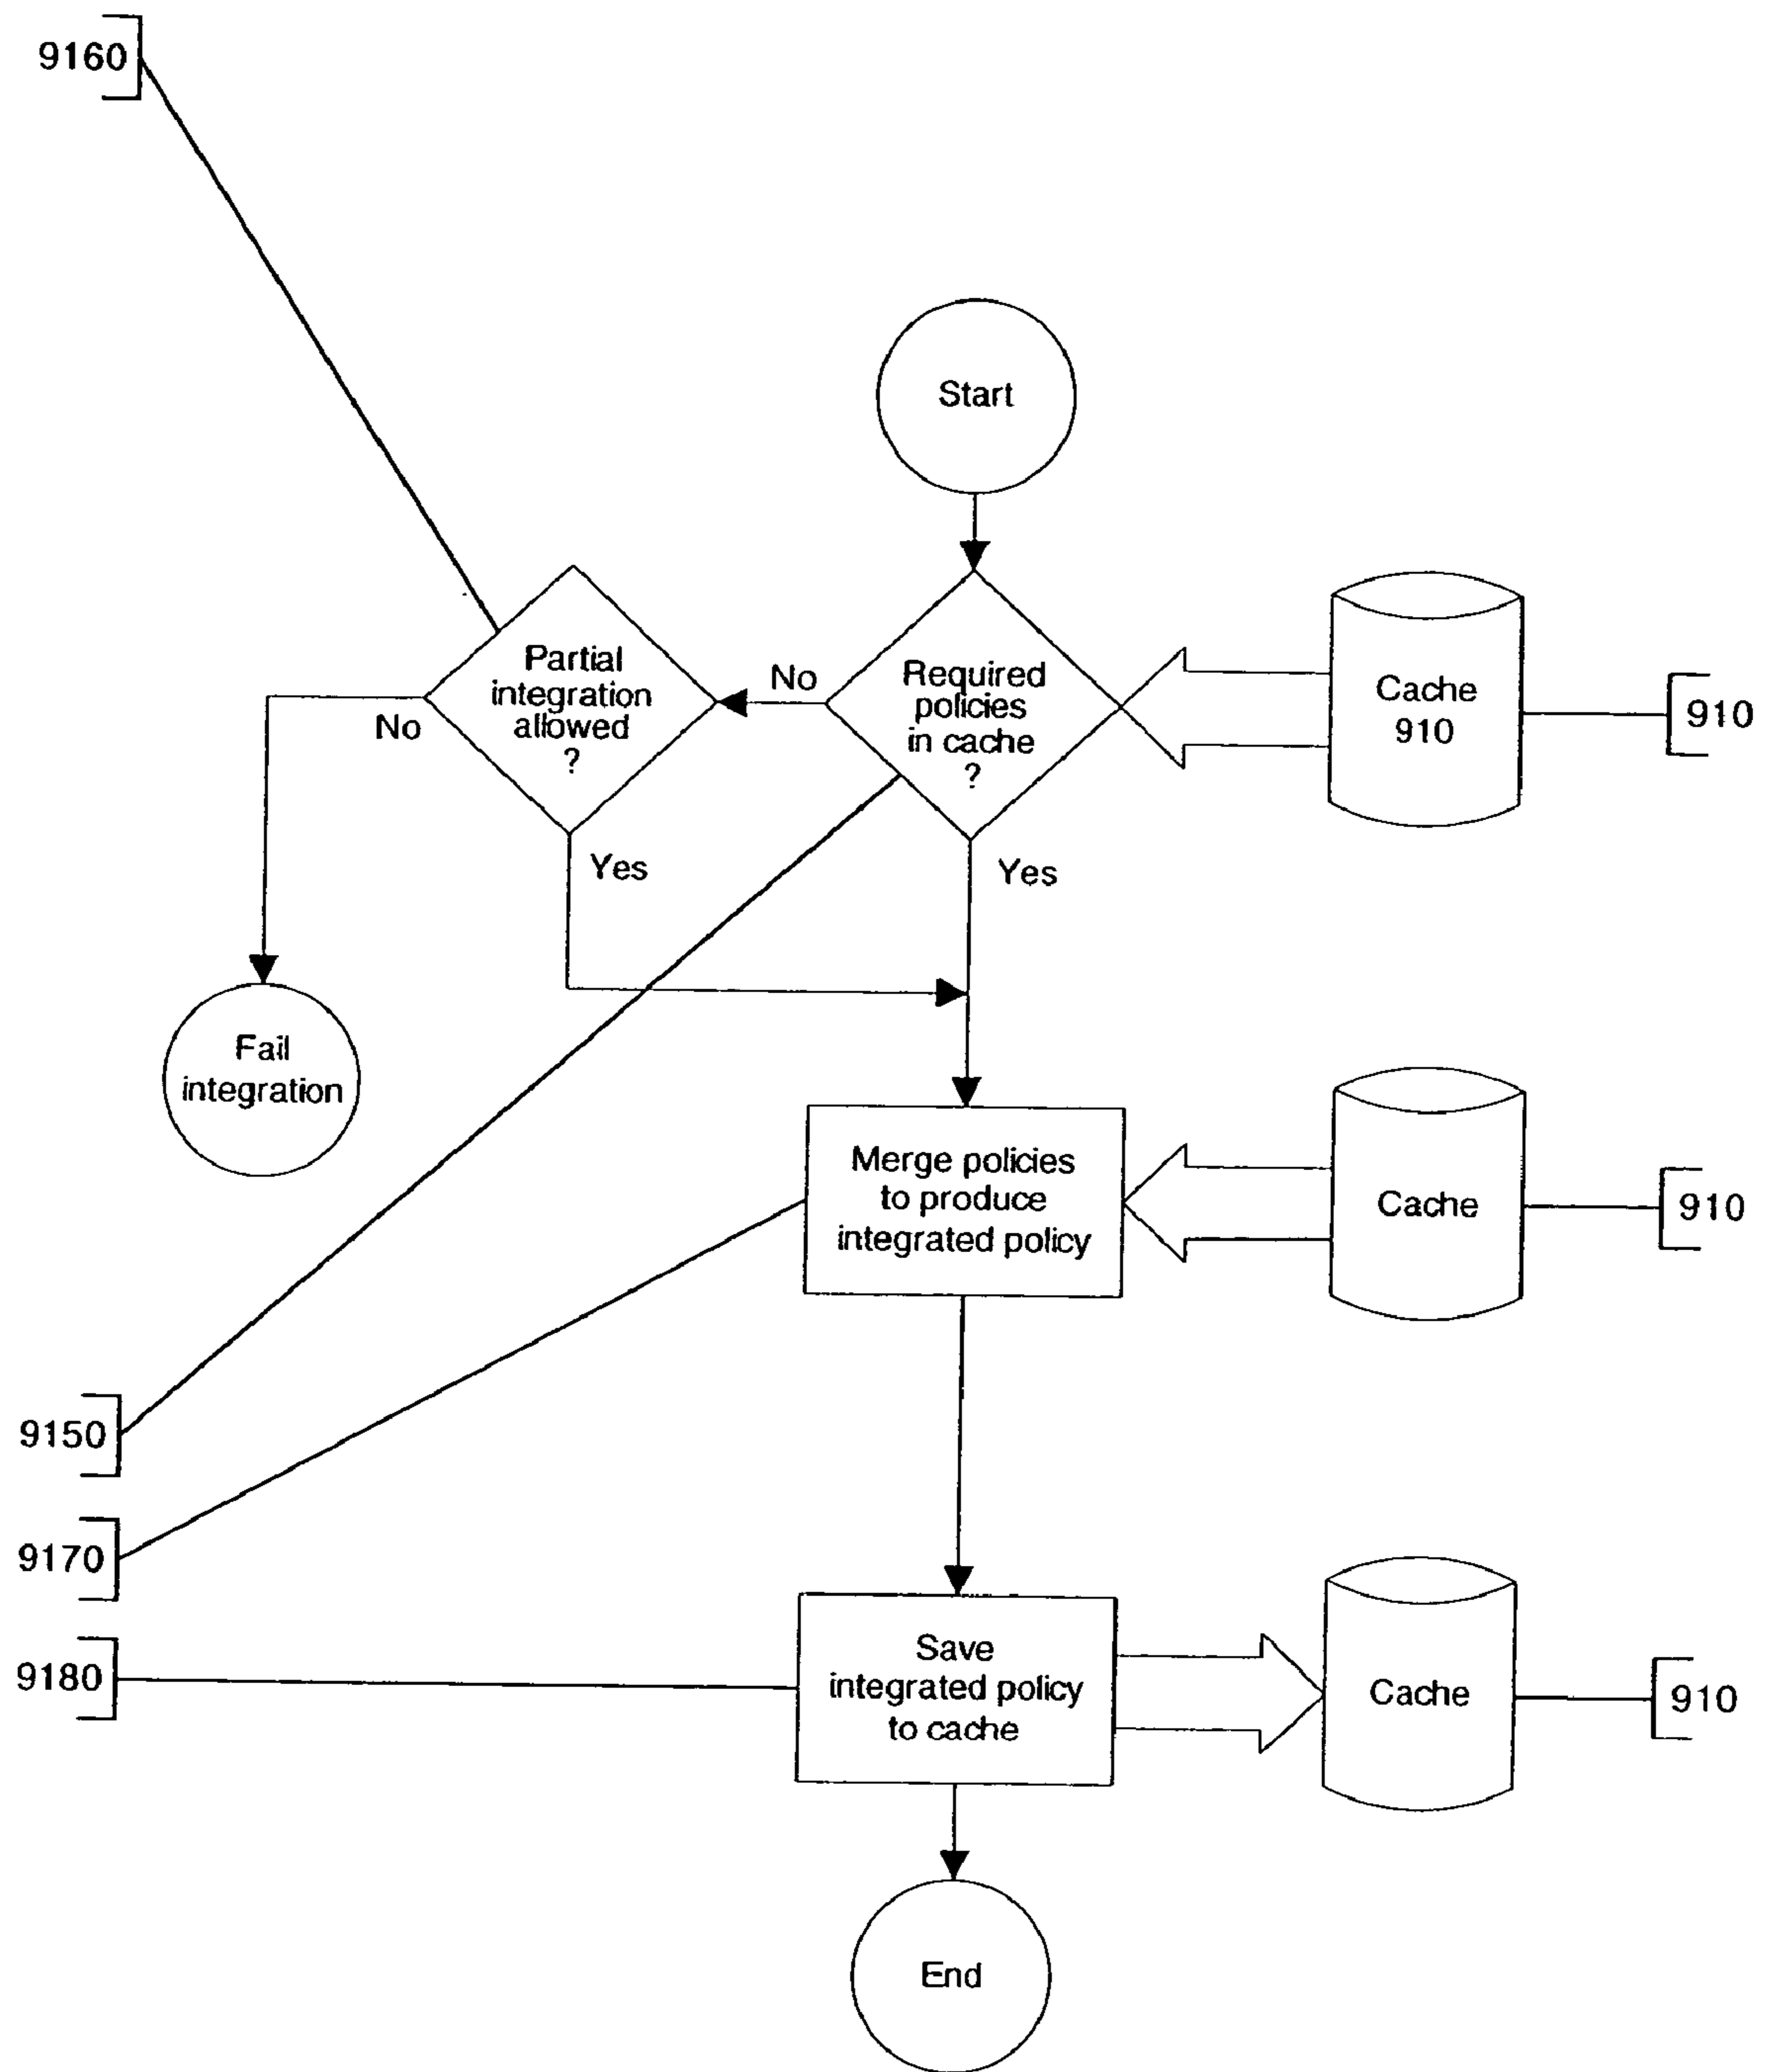 9160
Start
Partial
integration
allowed
?
No
Required
policies
in cache
?
Cache
910
910
No
Yes
Yes
Fail
integration
Merge policies
to produce
integrated policy
Cache
910
9150
9170
9180
Save
integrated policy
to cache
Cache
910
End